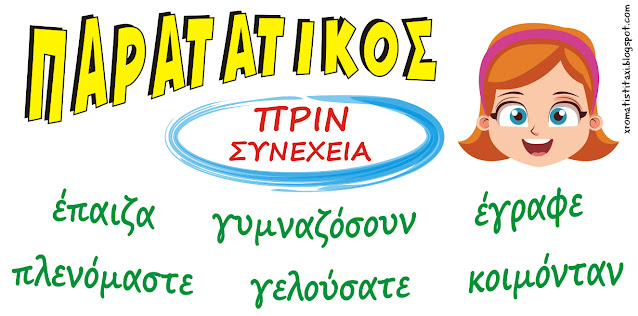 ΠΑΡΑΤΑΤΙΚΟΣ
ΠΡΙΝ
ΣΥΝΕΧΕΙΑ
έπαιζα γυμναζόσουν έγραφε
πλενόμαστε γελούσατε κοιμόνταν
xromatistitaxi.blogspot.com